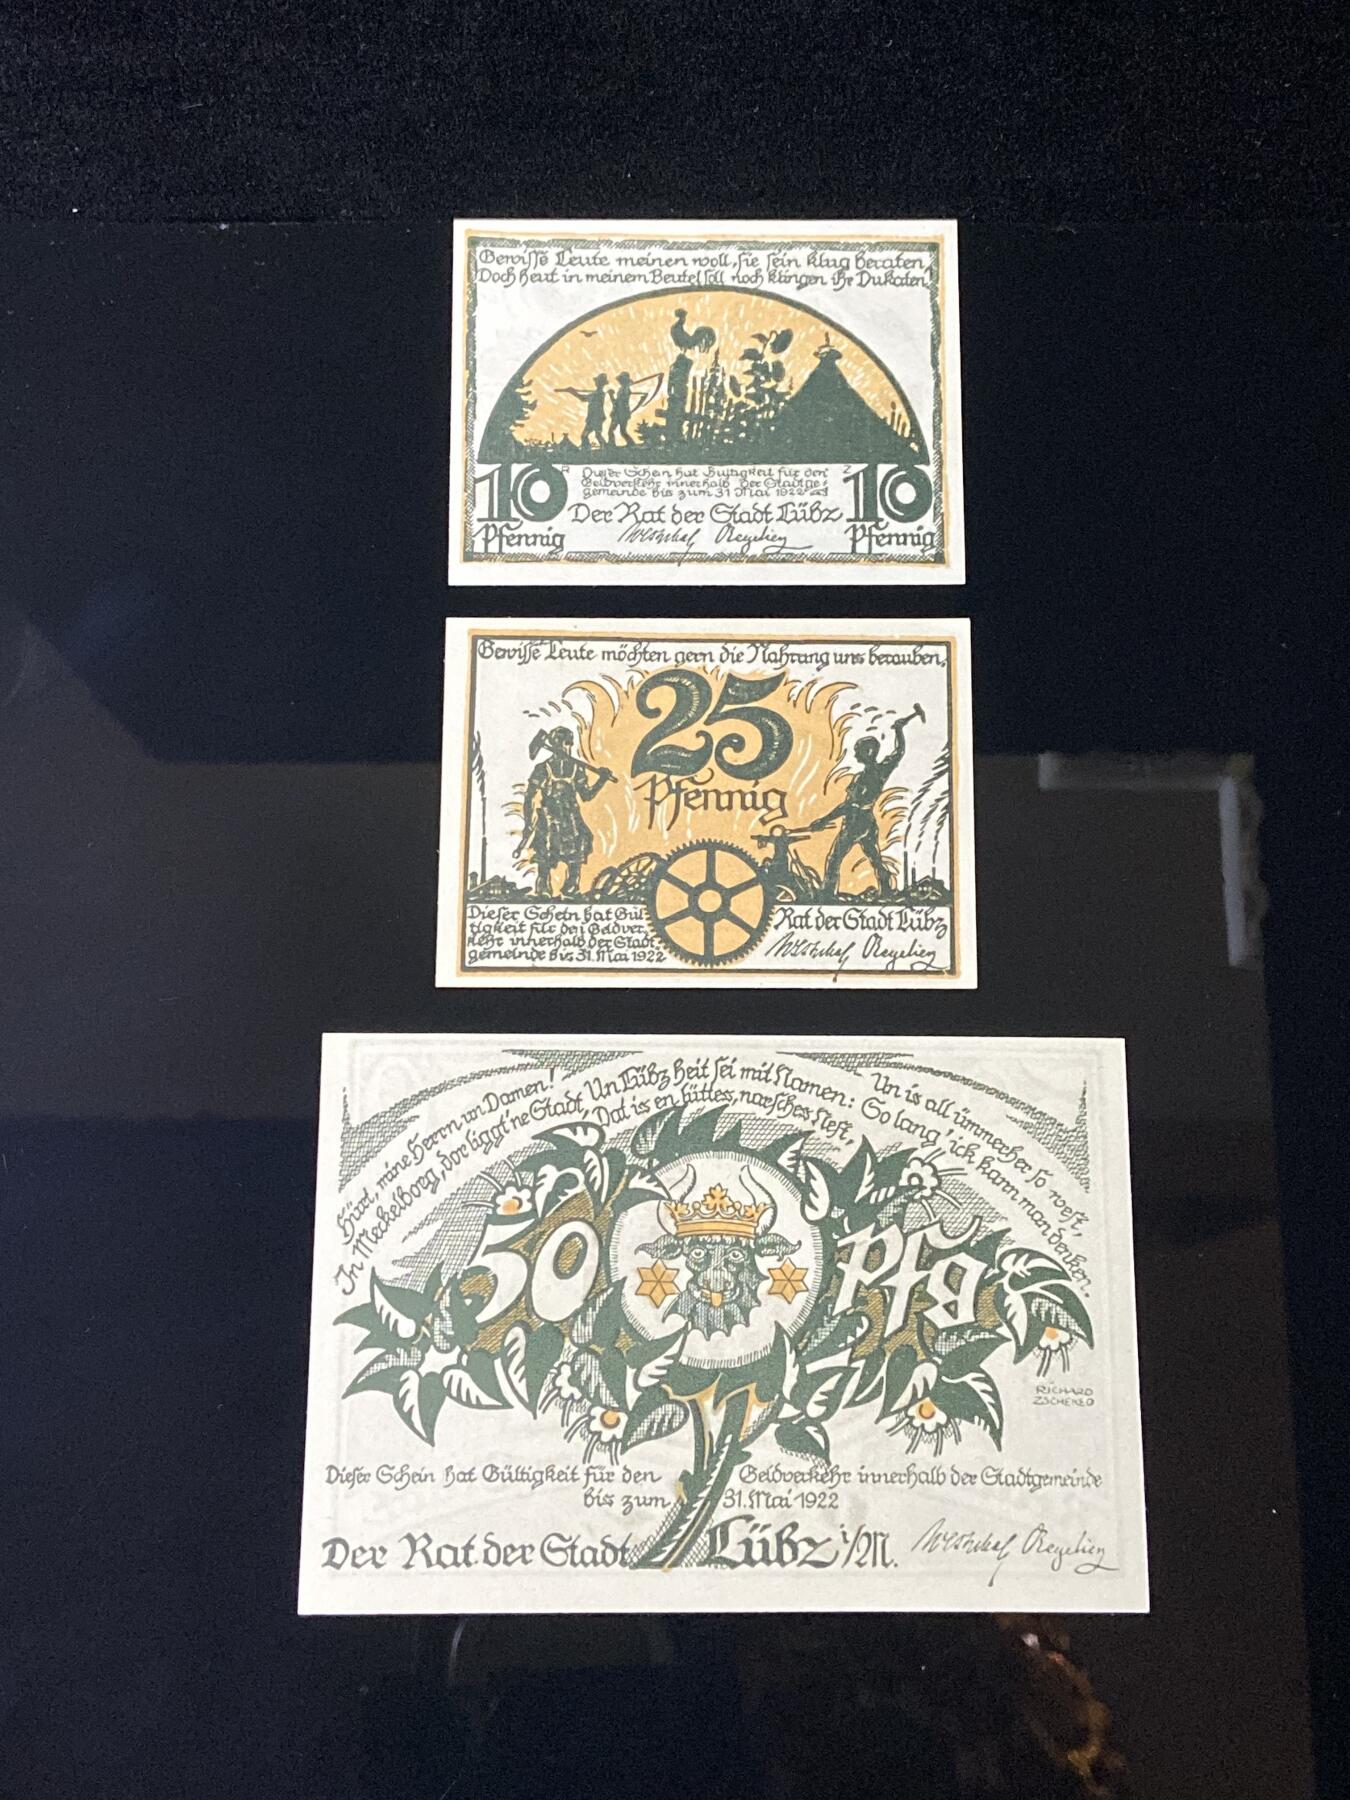 Gewisse Leute meinen woll, sie sein klug beraten,
Doch heut in meinem Beutel soll noch klingen ihr Dukaten!
10
Pfennig
R
Z
Dieser Schein hat Gültigkeit für den
Geldverkehr innerhalb der Stadtge-
gemeinde bis zum 31 Mai 1922
Der Rat der Stadt Lübz
10
Pfennig
Gewisse Leute möchten gern die Nahrung uns berauben,
25
Pfennig
Dieser Schein hat Gül-
tigkeit für den Geldver-
kehr innerhalb der Stadt-
gemeinde bis 31. Mai 1922
Rat der Stadt Lübz
Hürt, mine Herrn un Damen! Un Lübz heit sei mit Namen: Un is all ümmerher so west,
In Meckelborg, dor liggt 'ne Stadt, Dat is en lüttes, narsches Nest, So lang' ick kann man denken.
50 Pfg
RICHARD
ZSCHEKED
Dieser Schein hat Gültigkeit für den Geldverkehr innerhalb der Stadtgemeinde
bis zum 31. Mai 1922
Der Rat der Stadt Lübz i/M.